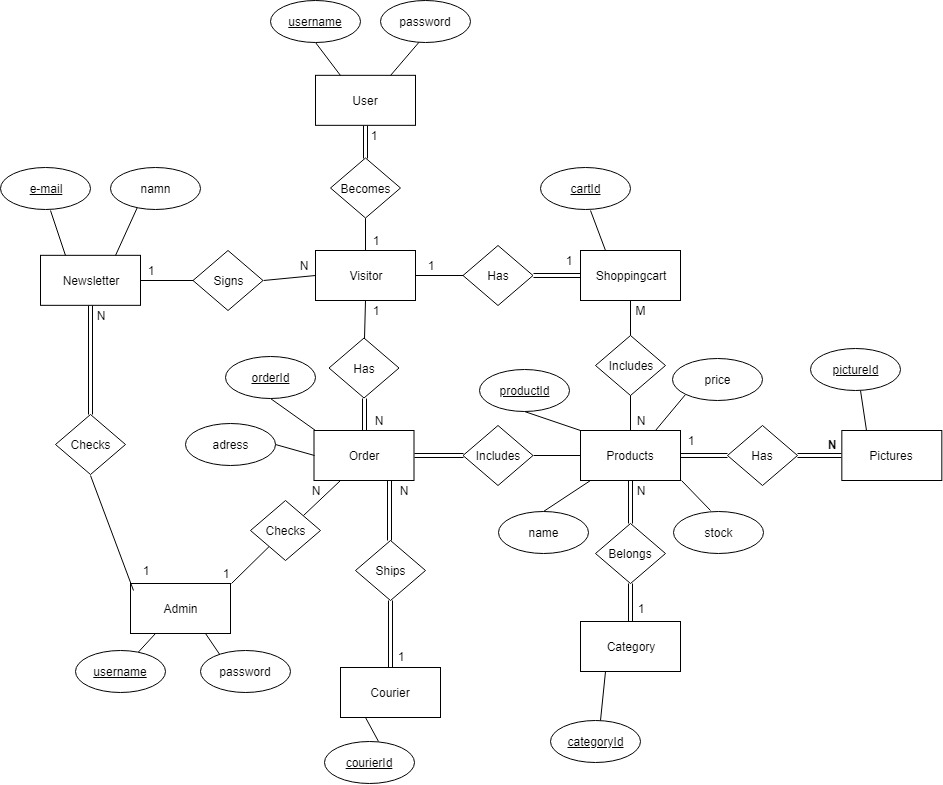 username
password
User
1
Becomes
e-mail
namn
cartId
1
Newsletter
1
Signs
N
Visitor
1
Has
1
Shoppingcart
N
1
M
Has
Includes
orderId
productId
price
pictureId
N
N
adress
Order
Includes
Products
1
Has
N
Pictures
Checks
N
N
N
Checks
name
stock
Ships
Belongs
1
1
Admin
1
Category
1
username
password
Courier
categoryId
courierId